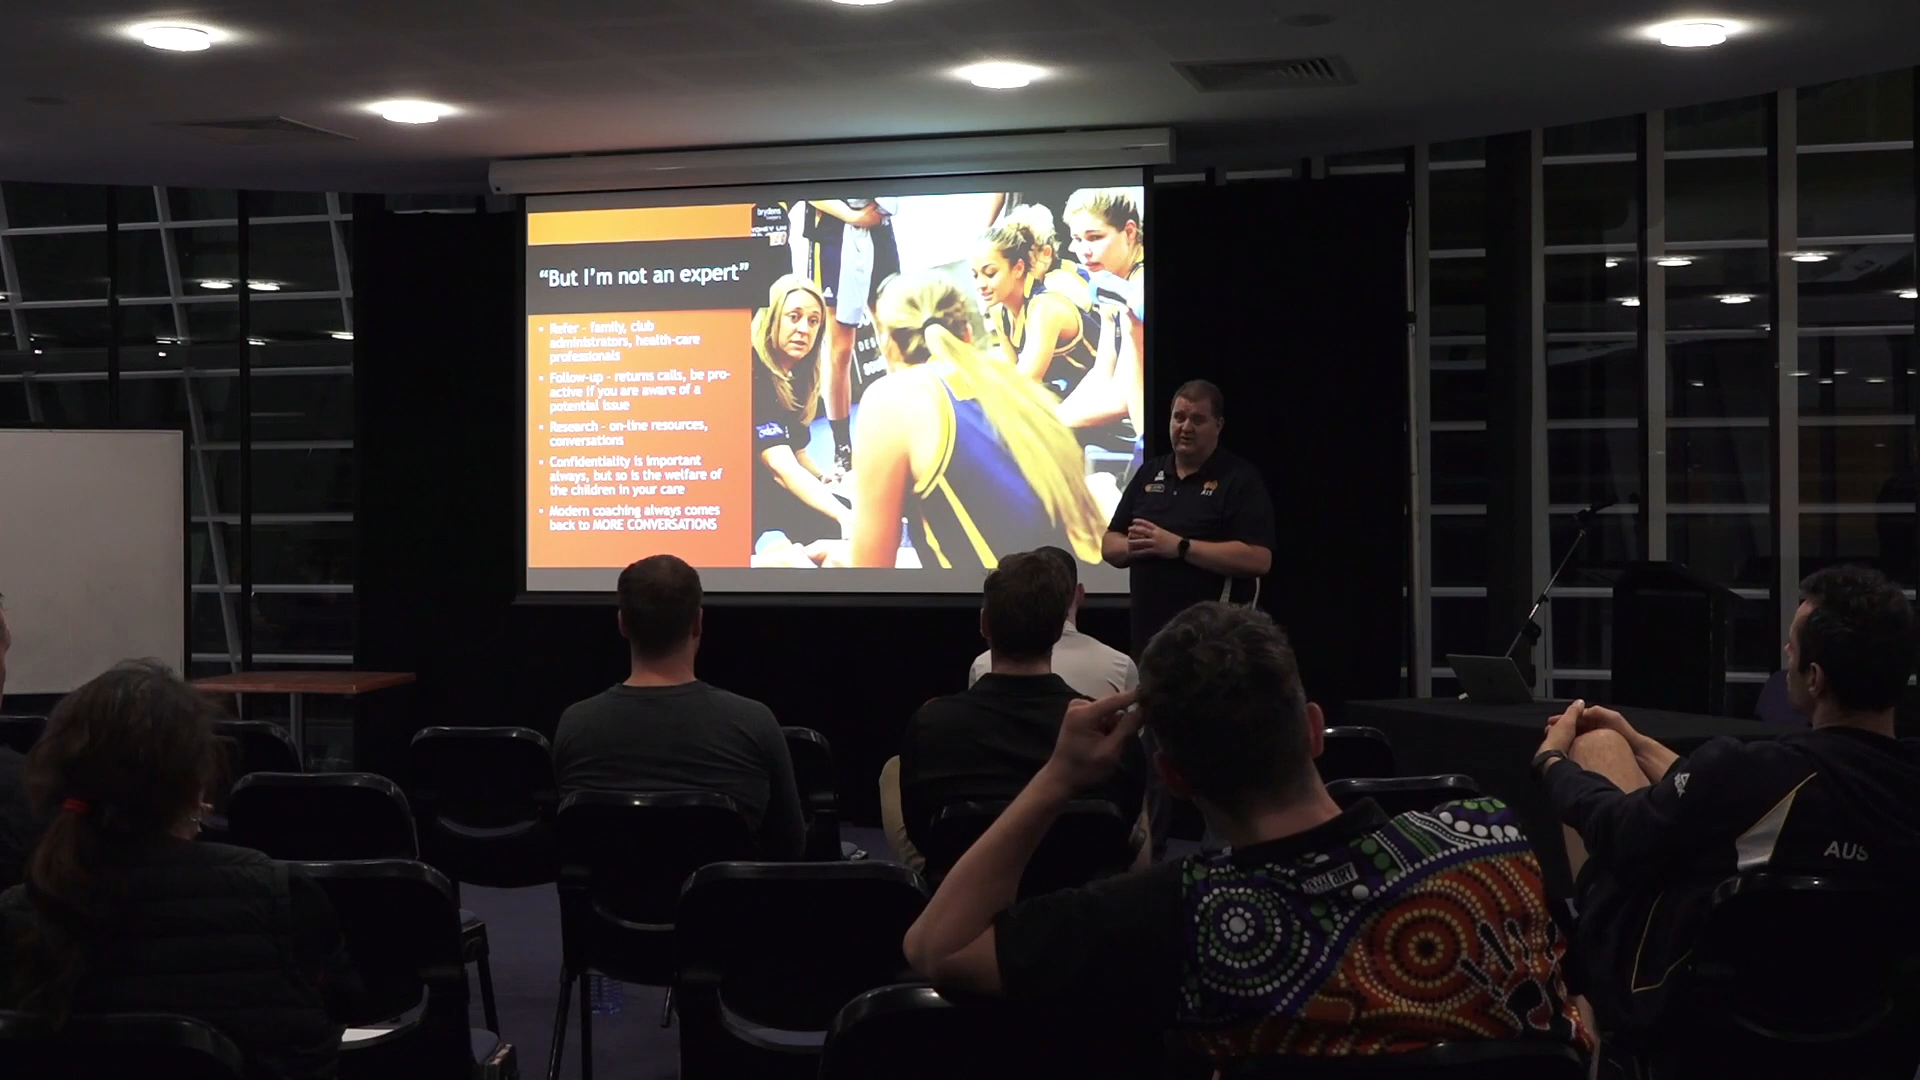 brydens
"But I'm not an expert"
• Refer - family, club
administrators, health-care
professionals
• Follow-up - returns calls, be pro-
active if you are aware of a
potential issue
• Research - on-line resources,
conversations
• Confidentiality is important
always, but so is the welfare of
the children in your care
• Modern coaching always comes
back to MORE CONVERSATIONS
AIS
AUS